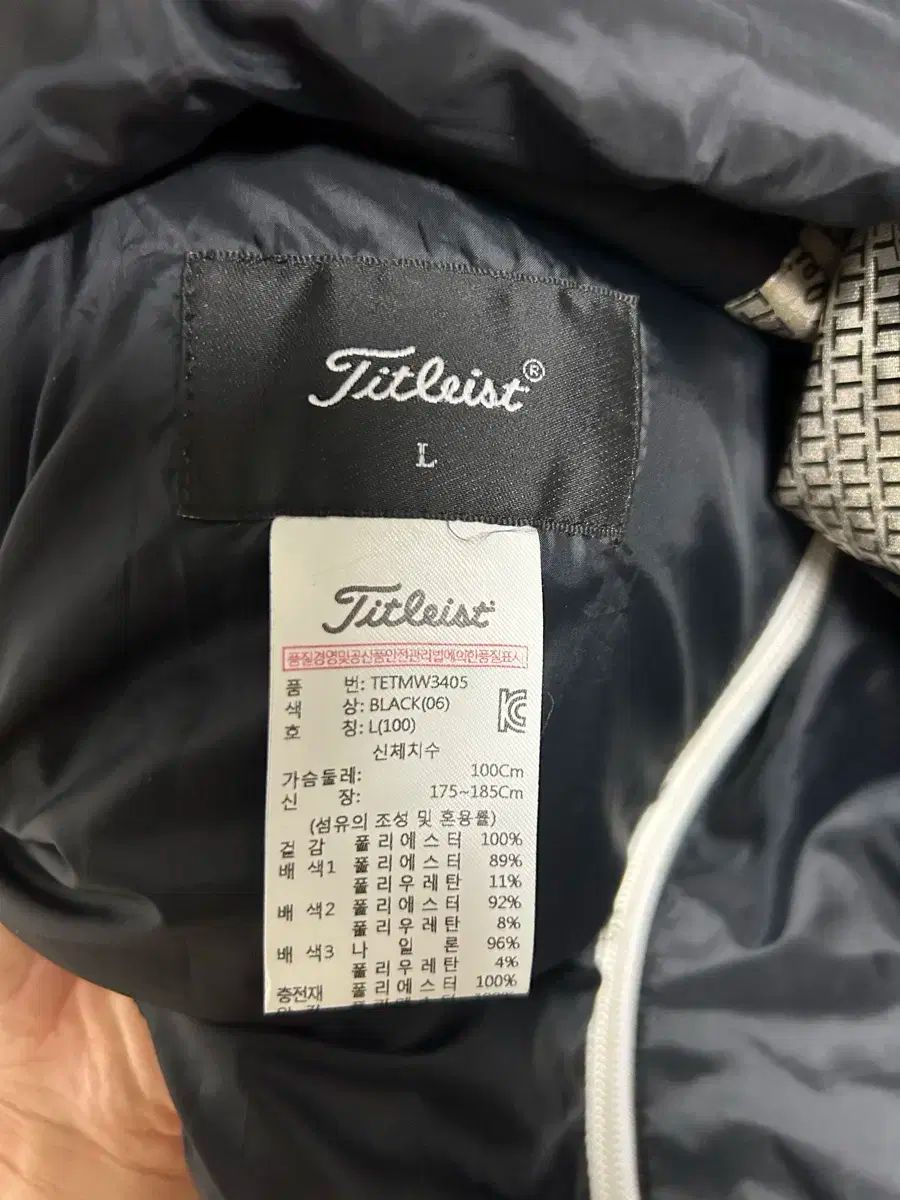 Titleist®
L
Titleist
품질경영및공산품안전관리법에의한품질표시
품 번: TETMW3405
색 상: BLACK(06)
호 칭: L(100)
신체치수
가슴둘레: 100Cm
신 장: 175~185Cm
(섬유의 조성 및 혼용률)
겉 감 폴리에스터 100%
배 색1 폴리에스터 89%
폴리우레탄 11%
배 색2 폴리에스터 92%
폴리우레탄 8%
배 색3 나 일 론 96%
폴리우레탄 4%
충전재 폴리에스터 100%